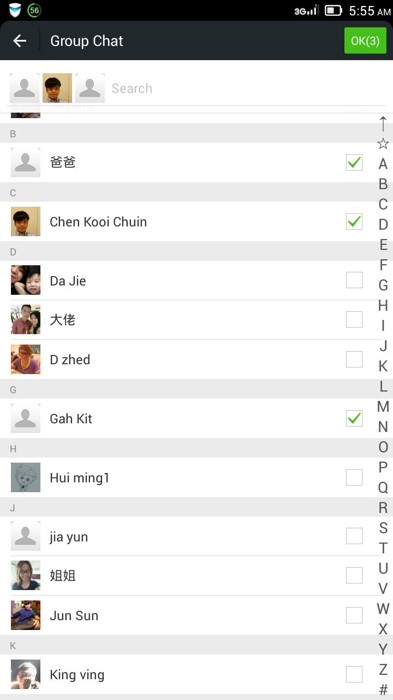 56
3G
5:55 AM
Group Chat
OK(3)
Search
B
爸爸
C
Chen Kooi Chuin
D
Da Jie
大佬
D zhed
G
Gah Kit
H
Hui ming1
J
jia yun
姐姐
Jun Sun
K
King ving
↑
☆
A
B
C
D
E
F
G
H
I
J
K
L
M
N
O
P
Q
R
S
T
U
V
W
X
Y
Z
#